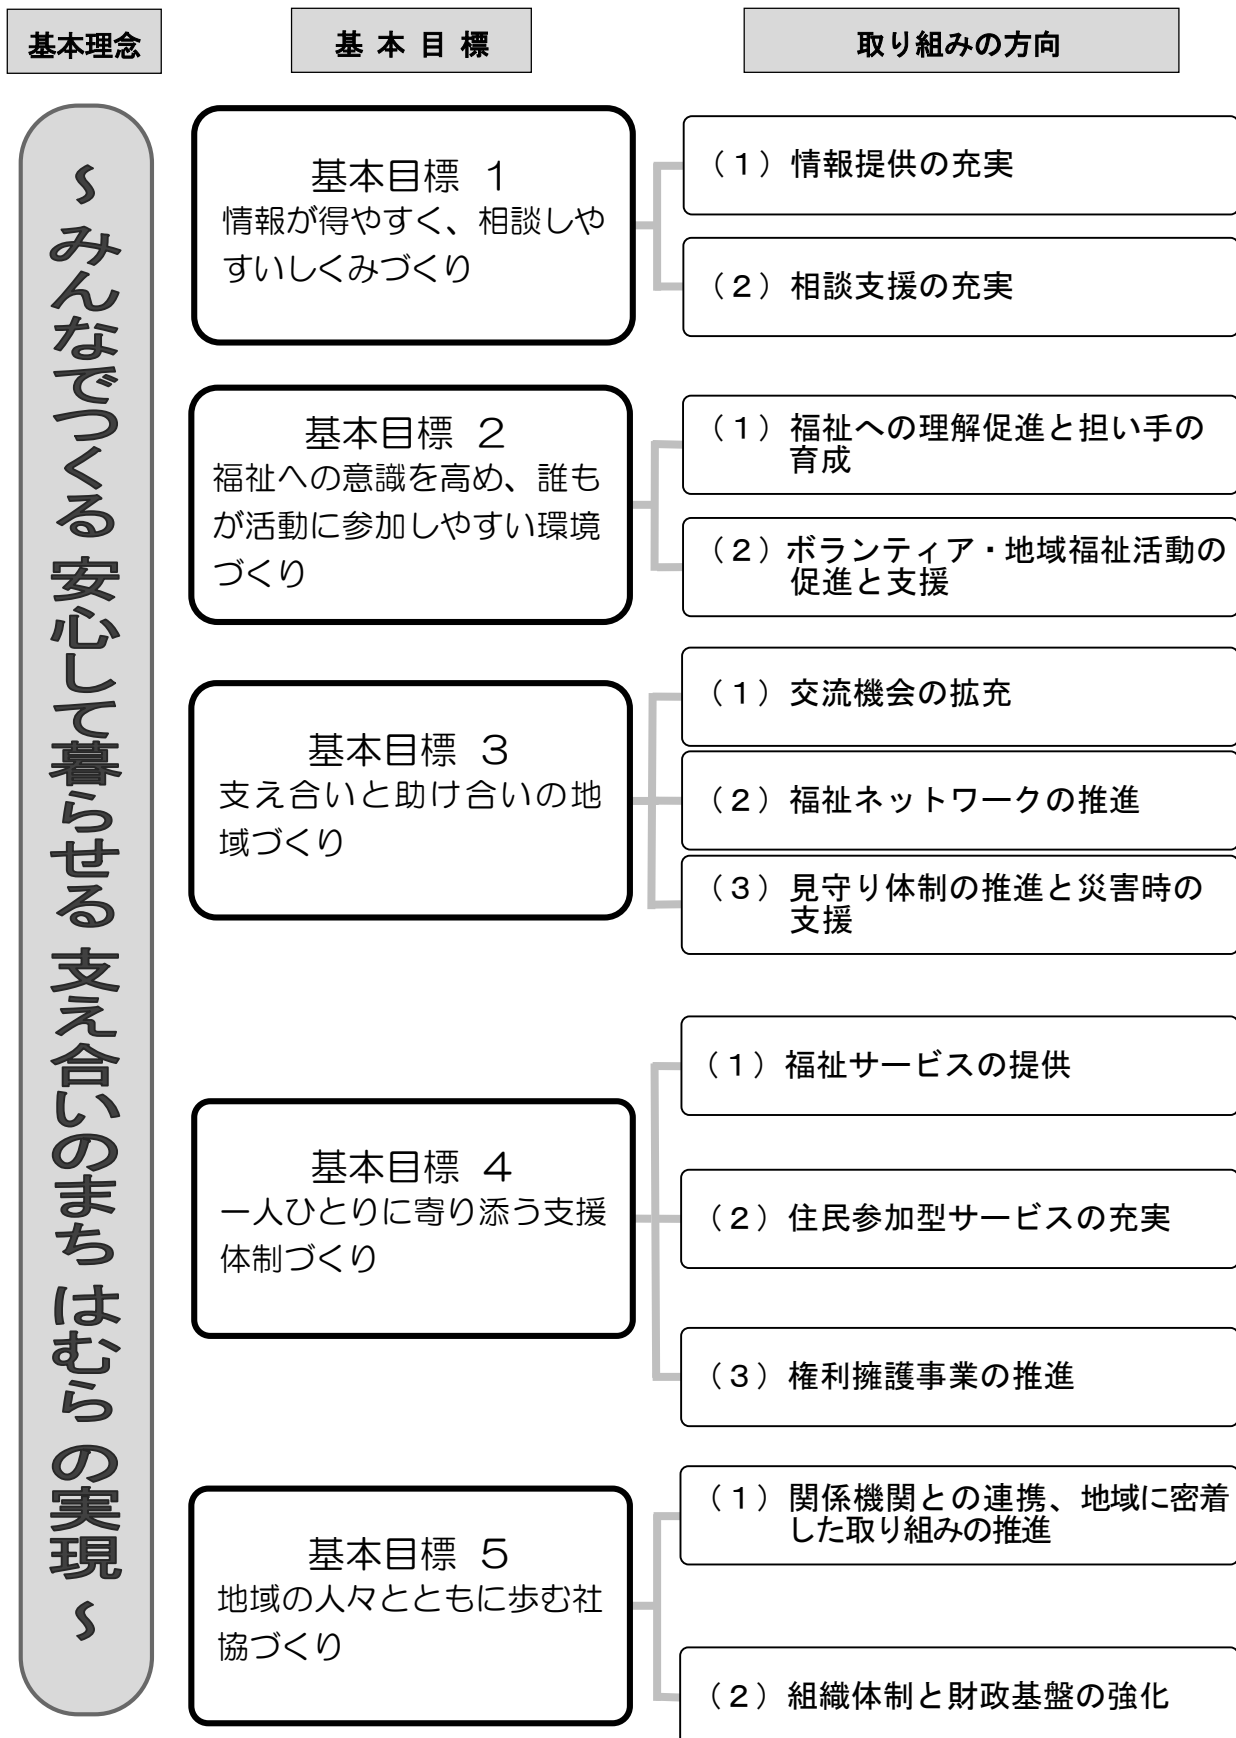 基本理念
基本目標
取り組みの方向
～みんなでつくる 安心して暮らせる 支え合いのまち はむら の実現～
基本目標 1
情報が得やすく、相談しや
すいしくみづくり
（１）情報提供の充実
（２）相談支援の充実
基本目標 2
福祉への意識を高め、誰も
が活動に参加しやすい環境
づくり
（１）福祉への理解促進と担い手の
育成
（２）ボランティア・地域福祉活動の
促進と支援
基本目標 3
支え合いと助け合いの地
域づくり
（１）交流機会の拡充
（２）福祉ネットワークの推進
（３）見守り体制の推進と災害時の
支援
基本目標 4
一人ひとりに寄り添う支援
体制づくり
（１）福祉サービスの提供
（２）住民参加型サービスの充実
（３）権利擁護事業の推進
基本目標 5
地域の人々とともに歩む社
協づくり
（１）関係機関との連携、地域に密着
した取り組みの推進
（２）組織体制と財政基盤の強化